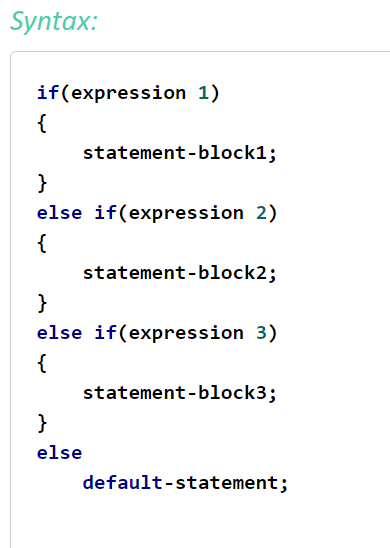 Syntax:
if(expression 1)
{
statement-block1;
}
else if(expression 2)
{
statement-block2;
}
else if(expression 3)
{
statement-block3;
}
else
default-statement;